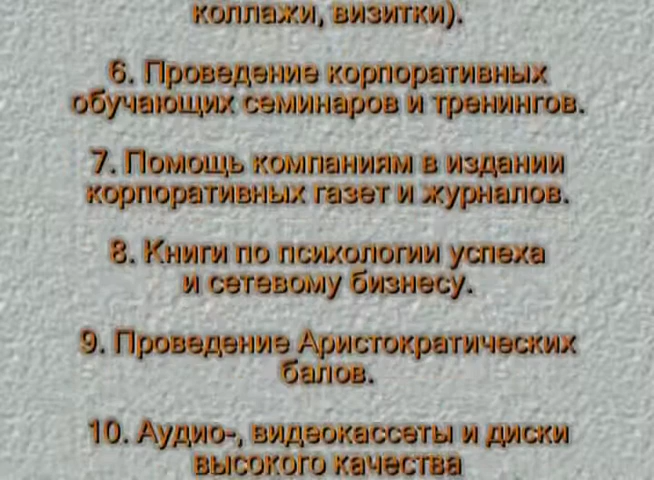 коллажи, визитки).
6. Проведение корпоративных
обучающих семинаров и тренингов.
7. Помощь компаниям в издании
корпоративных газет и журналов.
8. Книги по психологии успеха
и сетевому бизнесу.
9. Проведение Аристократических
балов.
10. Аудио-, видеокассеты и диски
высокого качества